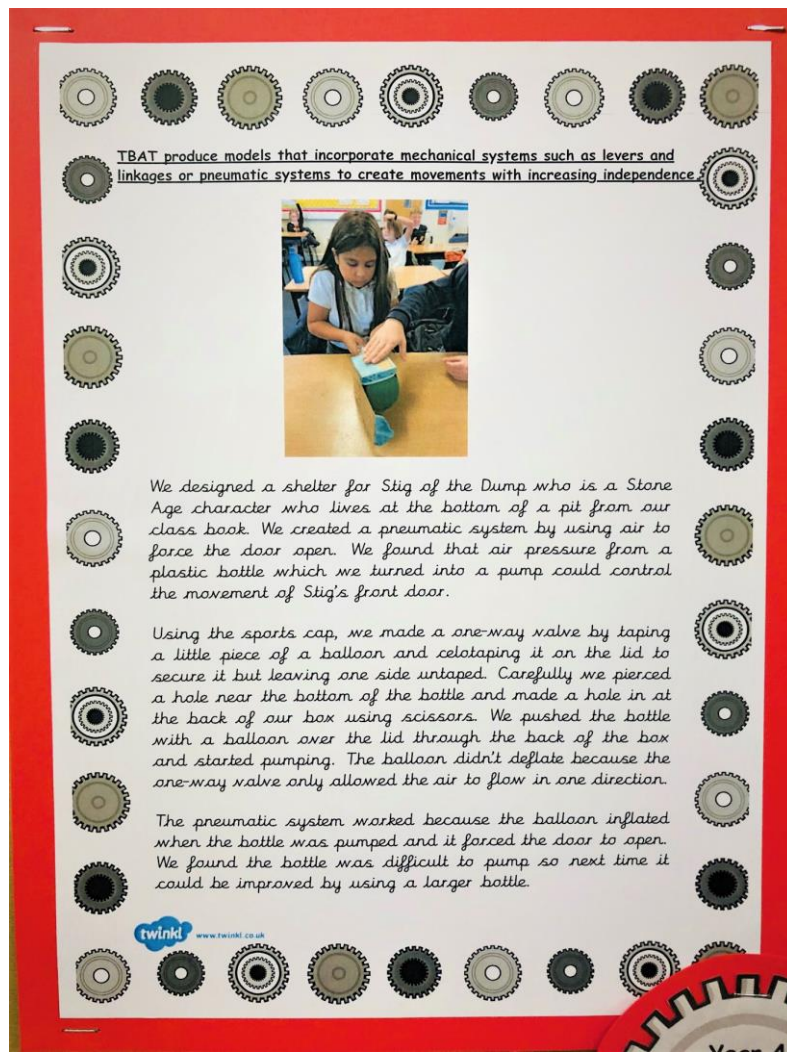 TBAT produce models that incorporate mechanical systems such as levers and
linkages or pneumatic systems to create movements with increasing independence.
We designed a shelter for Stig of the Dump who is a Stone
Age character who lives at the bottom of a pit from our
class book. We created a pneumatic system by using air to
force the door open. We found that air pressure from a
plastic bottle which we turned into a pump could control
the movement of Stig's front door.
Using the sports cap, we made a one-way valve by taping
a little piece of a balloon and celotaping it on the lid to
secure it but leaving one side untaped. Carefully we pierced
a hole near the bottom of the bottle and made a hole in at
the back of our box using scissors. We pushed the bottle
with a balloon over the lid through the back of the box
and started pumping. The balloon didn't deflate because the
one-way valve only allowed the air to flow in one direction.
The pneumatic system worked because the balloon inflated
when the bottle was pumped and it forced the door to open.
We found the bottle was difficult to pump so next time it
could be improved by using a larger bottle.
twinkl www.twinkl.co.uk
Year 4